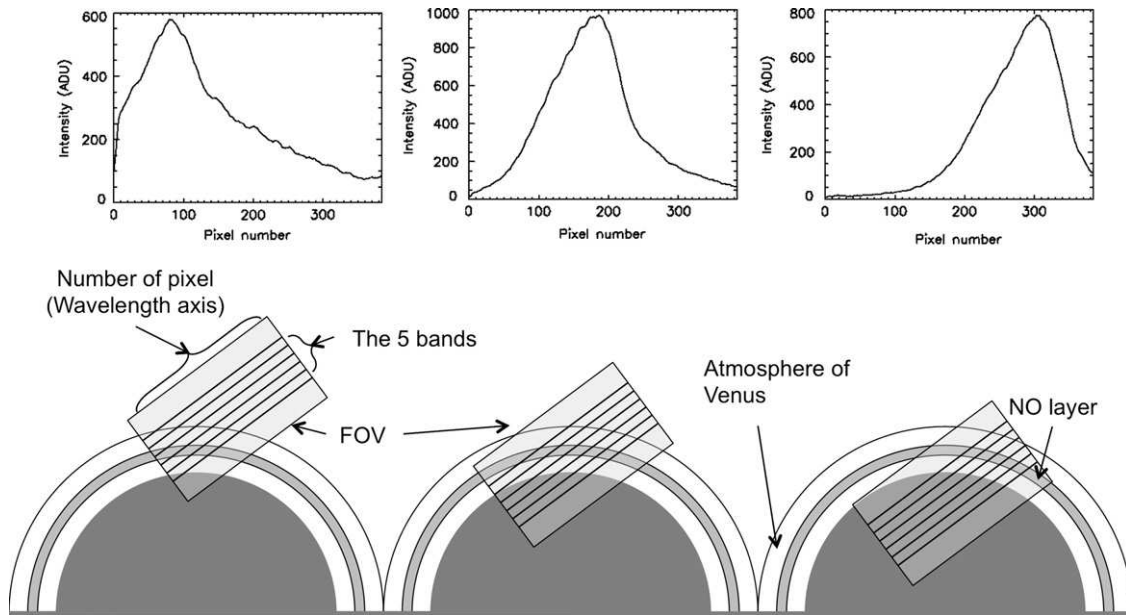 600
400
200
0
Intensity (ADU)
0 100 200 300
Pixel number
1000
800
600
400
200
0
Intensity (ADU)
0 100 200 300
Pixel number
800
600
400
200
0
Intensity (ADU)
0 100 200 300
Pixel number
Number of pixel
(Wavelength axis)
The 5 bands
FOV
Atmosphere of
Venus
NO layer